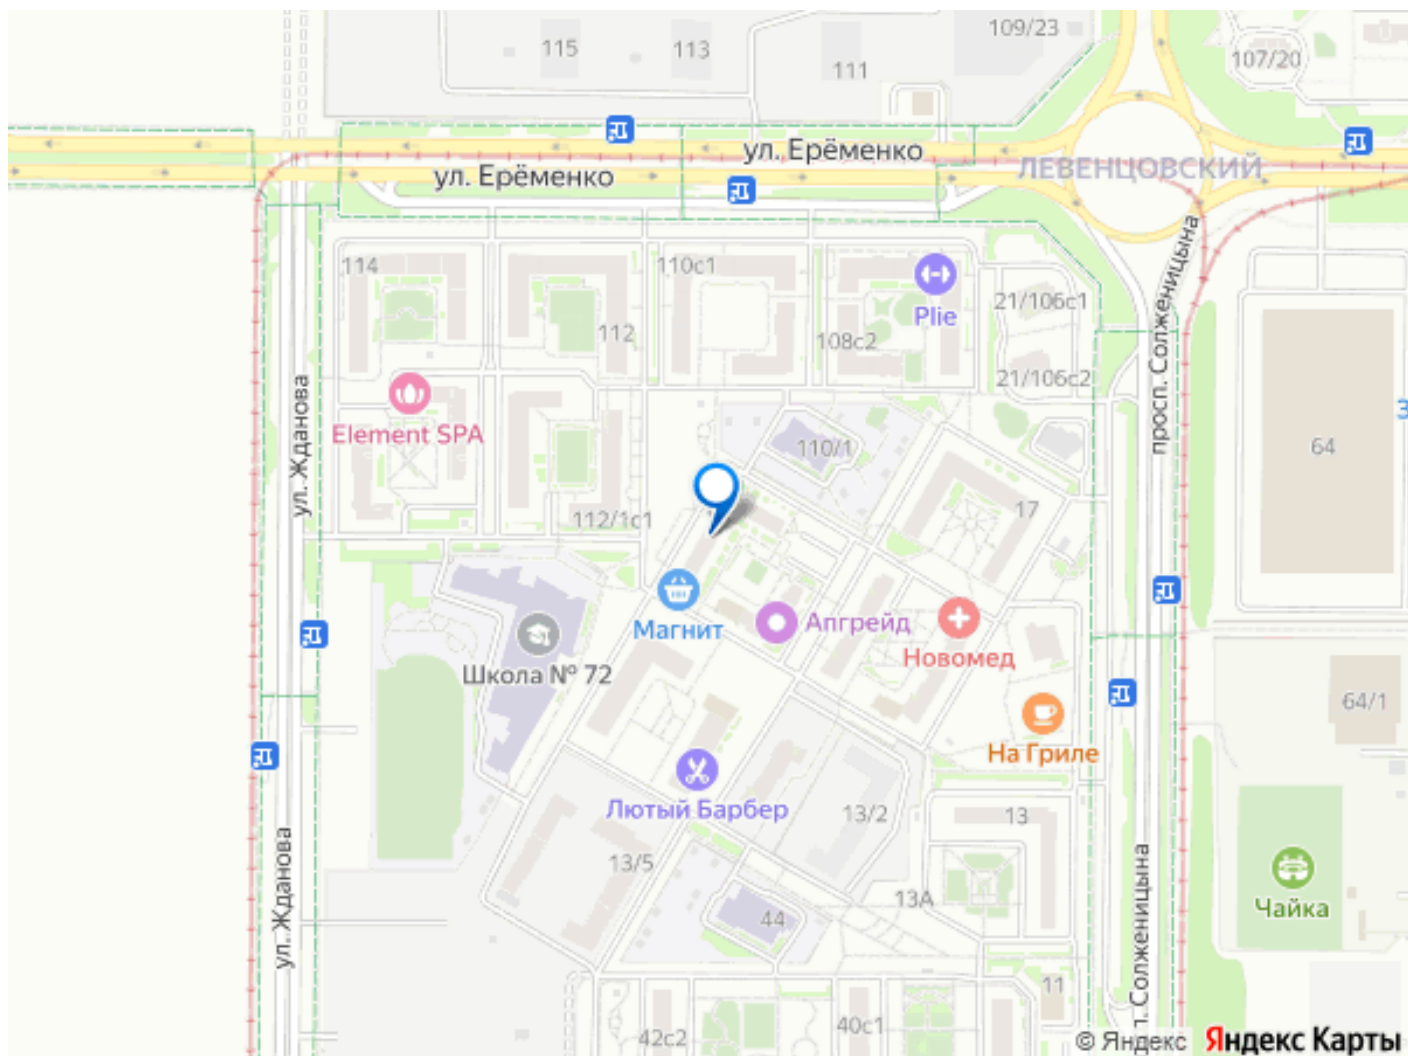 109/23
115
113
111
107/20
ул. Ерёменко
ЛЕВЕНЦОВСКИЙ
ул. Ерёменко
114
110с1
112
108с2
Plie
21/106с1
21/106с2
просп. Солженицына
ул. Жданова
Element SPA
110/1
64
З
17
112/1с1
Магнит
Апгрейд
Новомед
Школа № 72
64/1
На Гриле
Лютый Барбер
13/2
13
13/5
13А
44
Чайка
ул. Жданова
п. Солженицына
11
42с2
40с1
© Яндекс Яндекс Карты